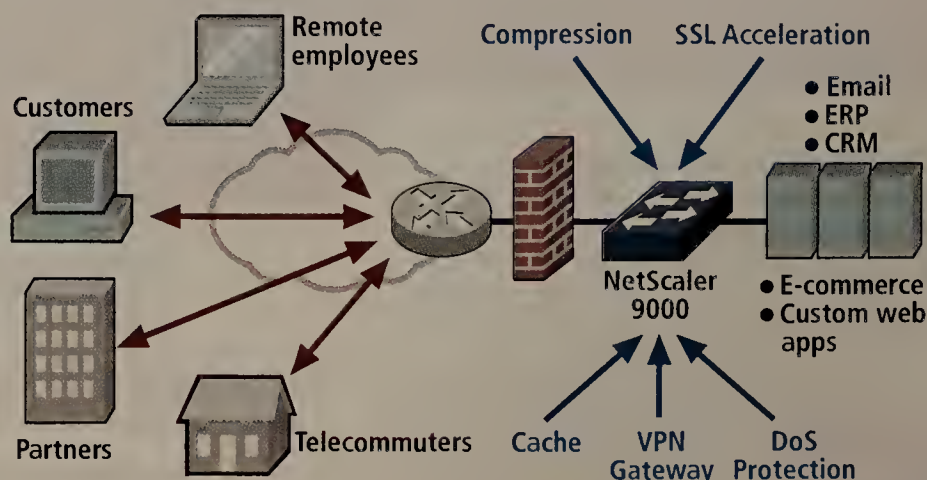 Remote
employees
Compression
SSL Acceleration
Customers
• Email
• ERP
• CRM
NetScaler
9000
• E-commerce
• Custom web
apps
Partners
Telecommuters
Cache
VPN
Gateway
DoS
Protection